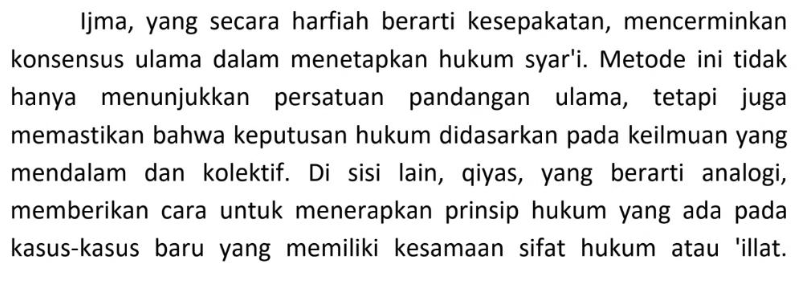 Ijma, yang secara harfiah berarti kesepakatan, mencerminkan
konsensus ulama dalam menetapkan hukum syar'i. Metode ini tidak
hanya menunjukkan persatuan pandangan ulama, tetapi juga
memastikan bahwa keputusan hukum didasarkan pada keilmuan yang
mendalam dan kolektif. Di sisi lain, qiyas, yang berarti analogi,
memberikan cara untuk menerapkan prinsip hukum yang ada pada
kasus-kasus baru yang memiliki kesamaan sifat hukum atau 'illat.